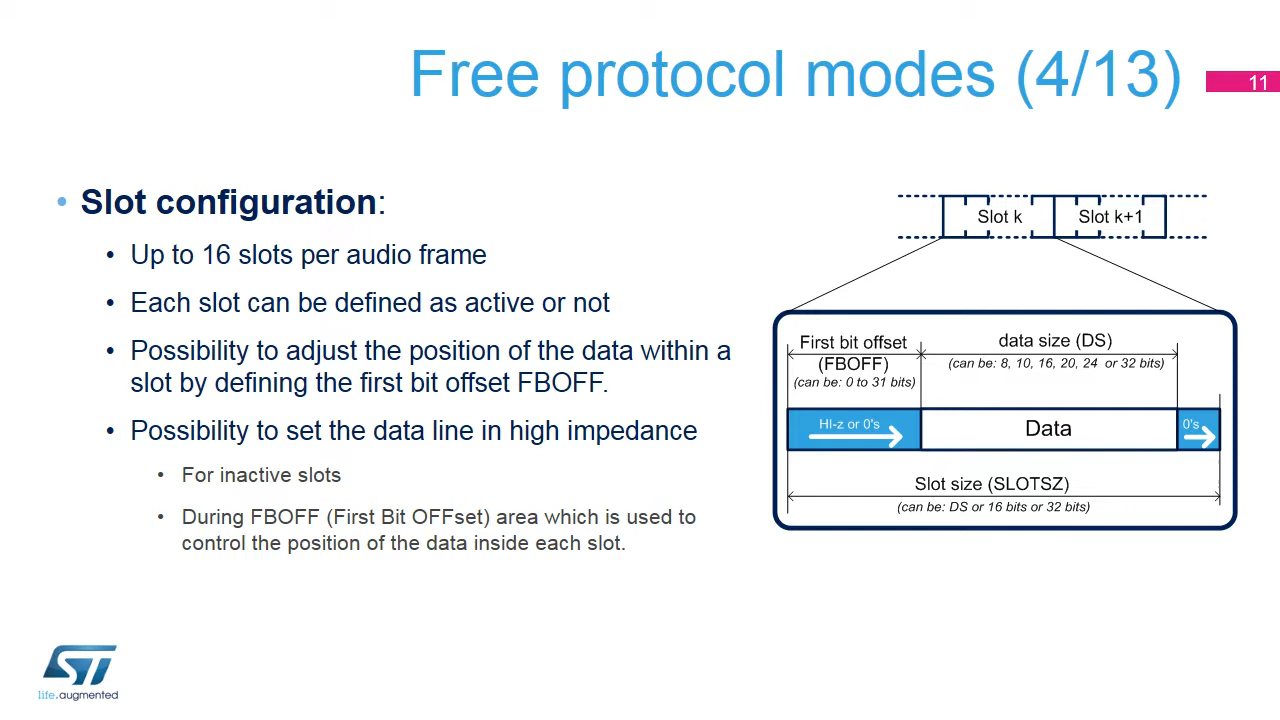 Free protocol modes (4/13)
11
• Slot configuration:
• Up to 16 slots per audio frame
• Each slot can be defined as active or not
• Possibility to adjust the position of the data within a
slot by defining the first bit offset FBOFF.
• Possibility to set the data line in high impedance
• For inactive slots
• During FBOFF (First Bit OFFset) area which is used to
control the position of the data inside each slot.
Slot k
Slot k+1
First bit offset
(FBOFF)
(can be: 0 to 31 bits)
data size (DS)
(can be: 8, 10, 16, 20, 24 or 32 bits)
HI-z or 0's
Data
0's
Slot size (SLOTSZ)
(can be: DS or 16 bits or 32 bits)
ST
life.augmented